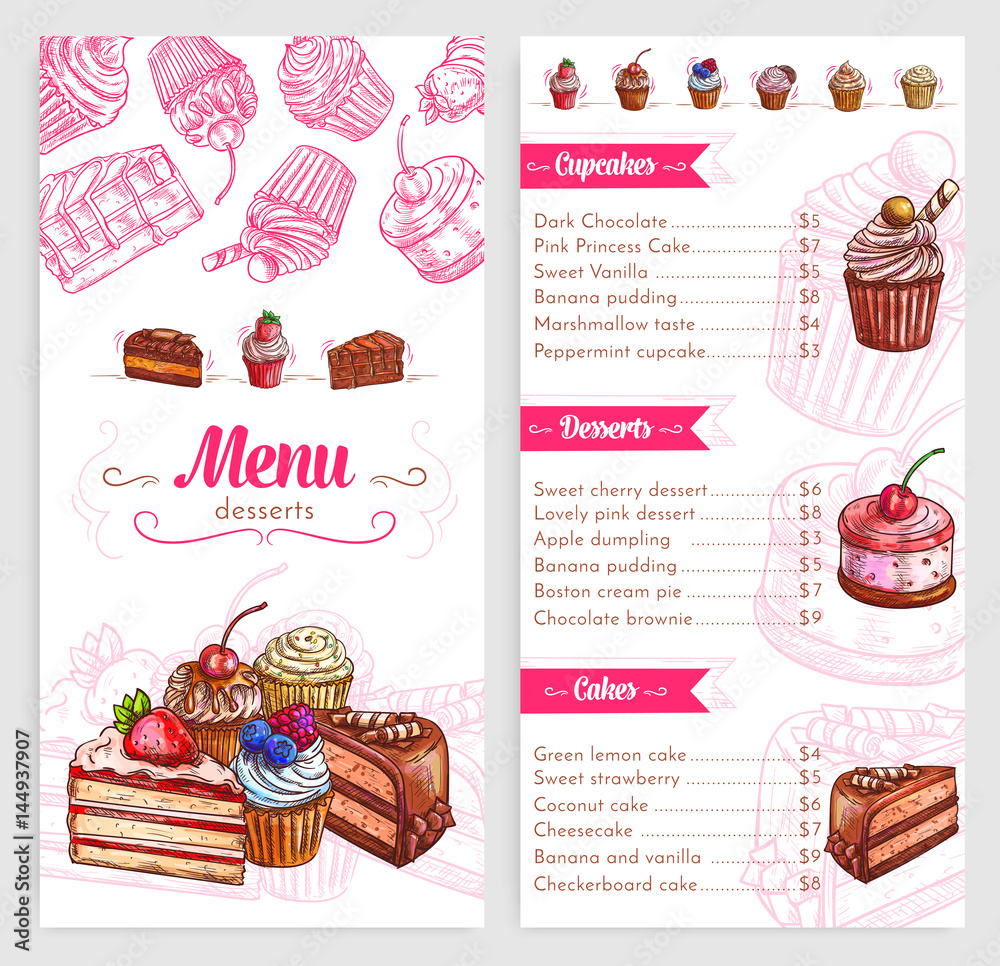 Menu
desserts
Cupcakes
Dark Chocolate....................$5
Pink Princess Cake................$7
Sweet Vanilla ......................$5
Banana pudding..................$8
Marshmallow taste ..............$4
Peppermint cupcake..............$3
Desserts
Sweet cherry dessert..............$6
Lovely pink dessert ...............$8
Apple dumpling ..................$3
Banana pudding ..................$5
Boston cream pie .................$7
Chocolate brownie................$9
Cakes
Green lemon cake ................$4
Sweet strawberry .................$5
Coconut cake .....................$6
Cheesecake .......................$7
Banana and vanilla ..............$9
Checkerboard cake...............$8
Adobe Stock | #144937907